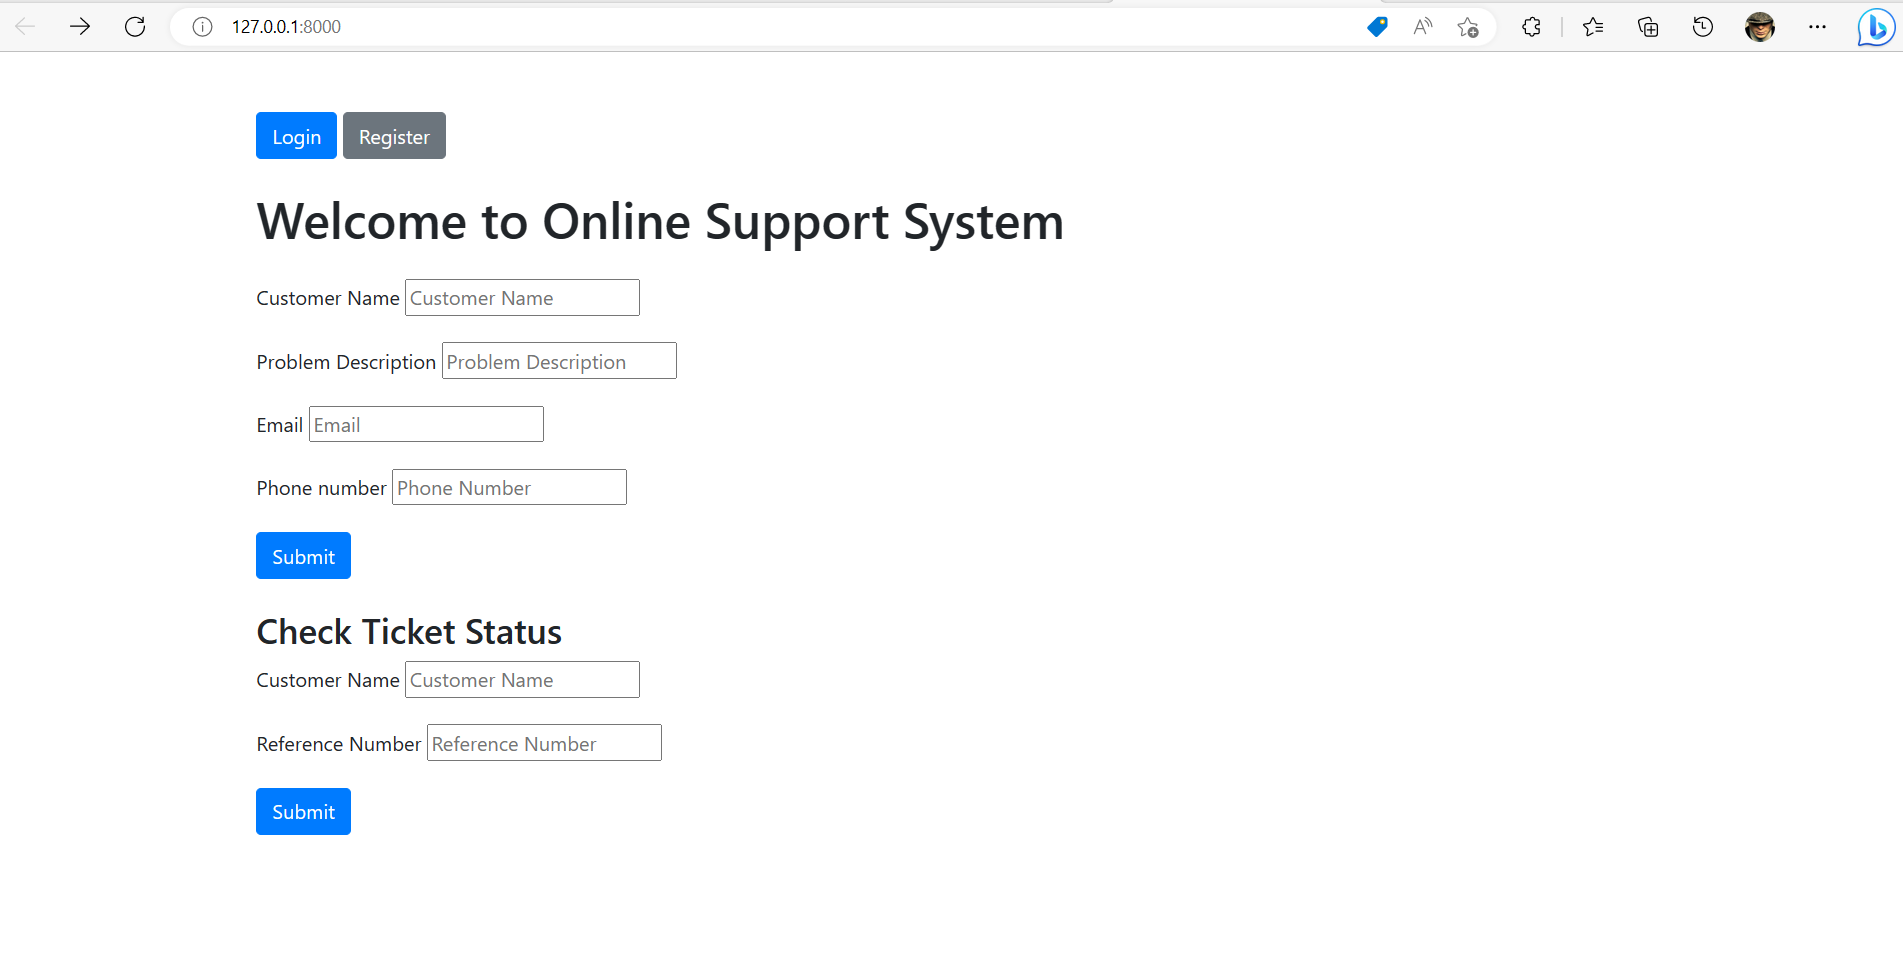 127.0.0.1:8000
Login Register
Welcome to Online Support System
Customer Name Customer Name
Problem Description Problem Description
Email Email
Phone number Phone Number
Submit
Check Ticket Status
Customer Name Customer Name
Reference Number Reference Number
Submit